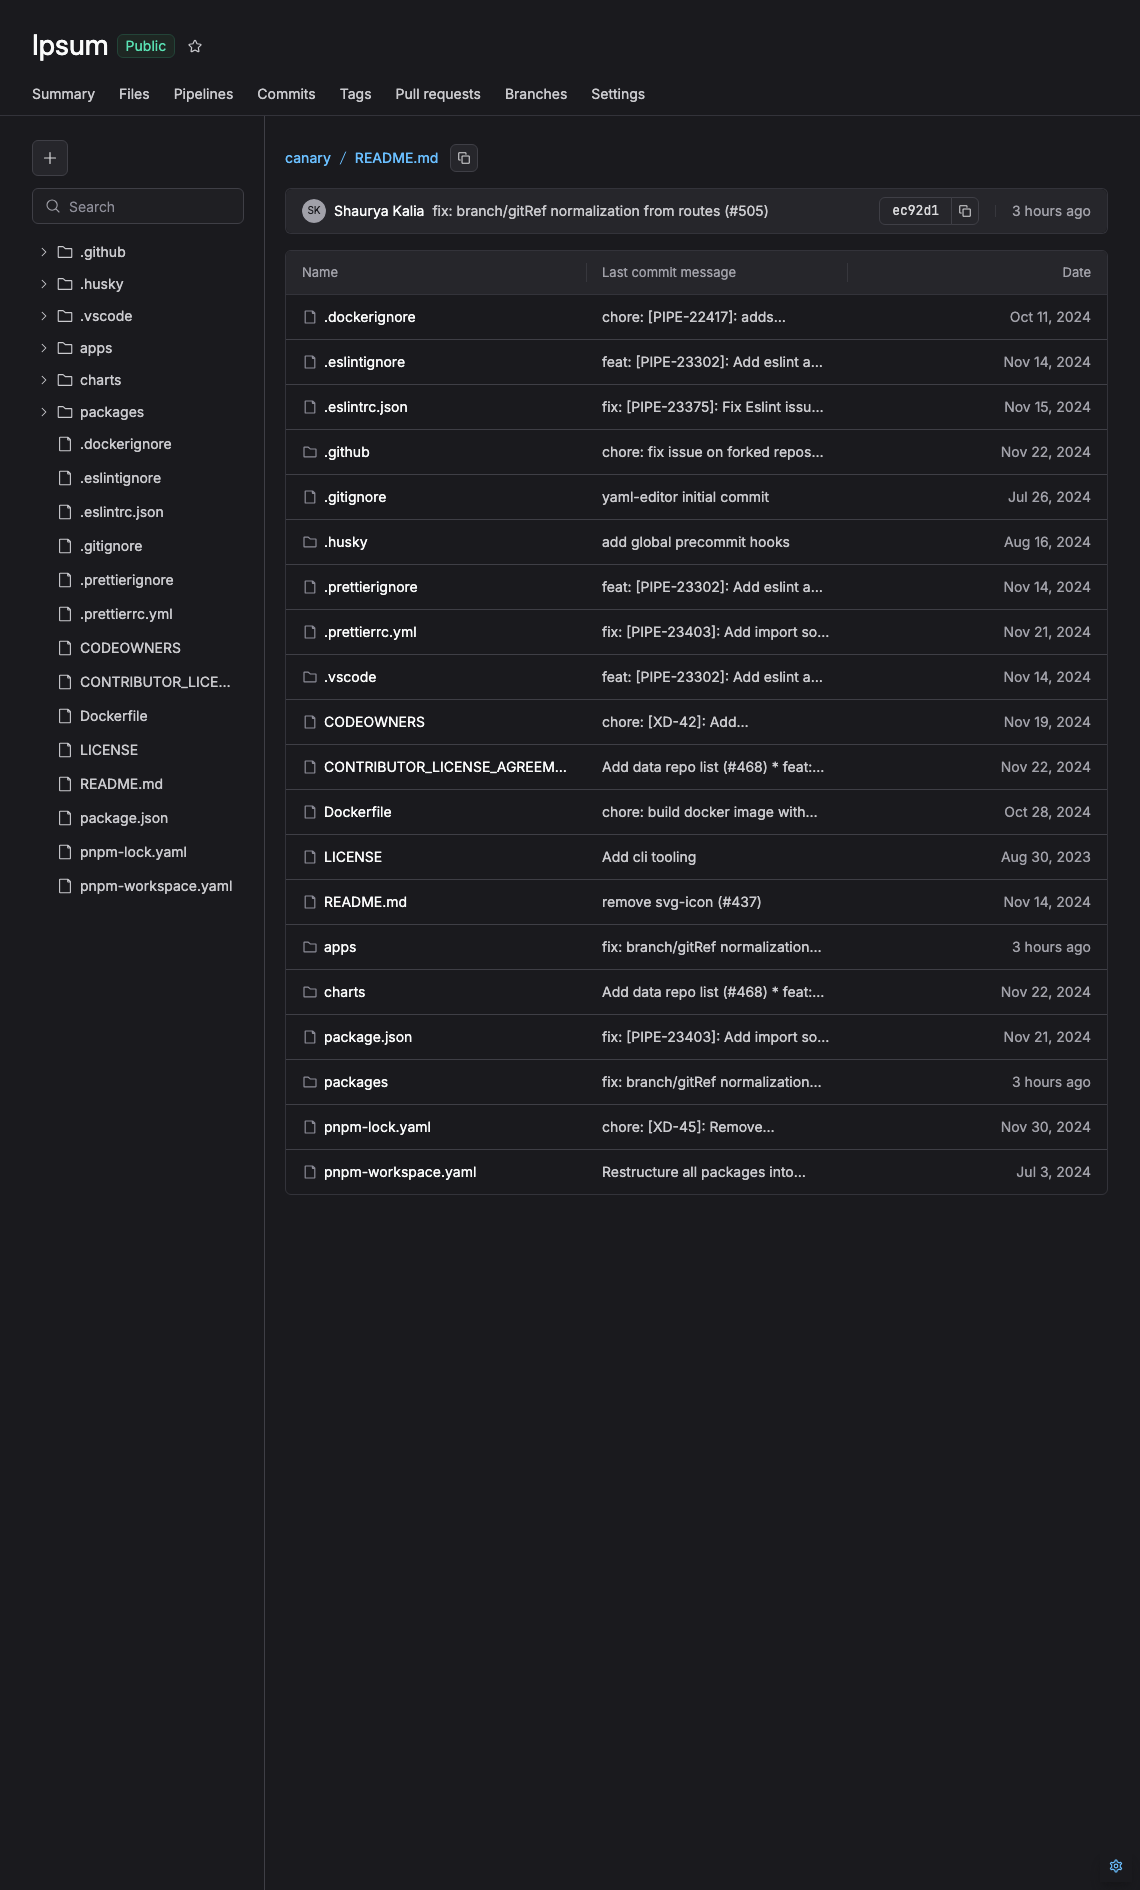 Ipsum Public
Summary Files Pipelines Commits Tags Pull requests Branches Settings
Search
.github
.husky
.vscode
apps
charts
packages
.dockerignore
.eslintignore
.eslintrc.json
.gitignore
.prettierignore
.prettierrc.yml
CODEOWNERS
CONTRIBUTOR_LICE...
Dockerfile
LICENSE
README.md
package.json
pnpm-lock.yaml
pnpm-workspace.yaml
canary / README.md
SK Shaurya Kalia fix: branch/gitRef normalization from routes (#505) ec92d1 3 hours ago
Name Last commit message Date
.dockerignore chore: [PIPE-22417]: adds... Oct 11, 2024
.eslintignore feat: [PIPE-23302]: Add eslint a... Nov 14, 2024
.eslintrc.json fix: [PIPE-23375]: Fix Eslint issu... Nov 15, 2024
.github chore: fix issue on forked repos... Nov 22, 2024
.gitignore yaml-editor initial commit Jul 26, 2024
.husky add global precommit hooks Aug 16, 2024
.prettierignore feat: [PIPE-23302]: Add eslint a... Nov 14, 2024
.prettierrc.yml fix: [PIPE-23403]: Add import so... Nov 21, 2024
.vscode feat: [PIPE-23302]: Add eslint a... Nov 14, 2024
CODEOWNERS chore: [XD-42]: Add... Nov 19, 2024
CONTRIBUTOR_LICENSE_AGREEM... Add data repo list (#468) * feat:... Nov 22, 2024
Dockerfile chore: build docker image with... Oct 28, 2024
LICENSE Add cli tooling Aug 30, 2023
README.md remove svg-icon (#437) Nov 14, 2024
apps fix: branch/gitRef normalization... 3 hours ago
charts Add data repo list (#468) * feat:... Nov 22, 2024
package.json fix: [PIPE-23403]: Add import so... Nov 21, 2024
packages fix: branch/gitRef normalization... 3 hours ago
pnpm-lock.yaml chore: [XD-45]: Remove... Nov 30, 2024
pnpm-workspace.yaml Restructure all packages into... Jul 3, 2024